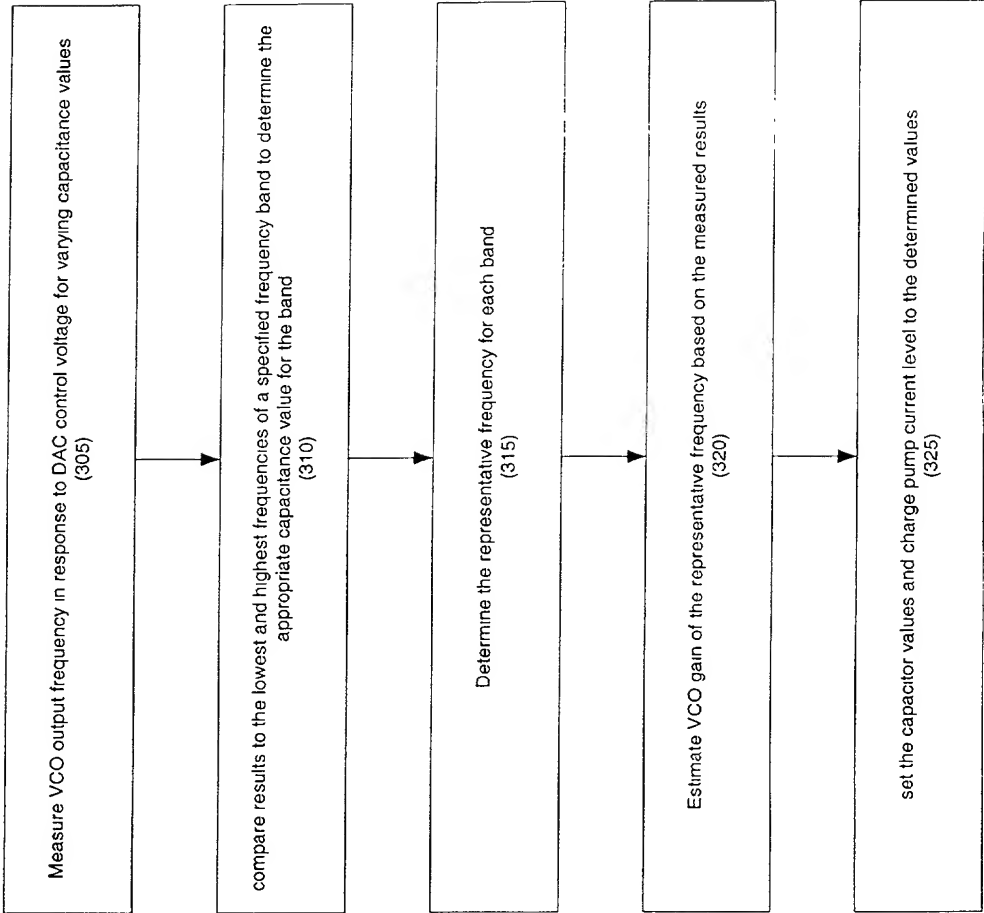 Measure VCO output frequency in response to DAC control voltage for varying capacitance values
(305)
compare results to the lowest and highest frequencies of a specified frequency band to determine the
appropriate capacitance value for the band
(310)
Determine the representative frequency for each band
(315)
Estimate VCO gain of the representative frequency based on the measured results
(320)
set the capacitor values and charge pump current level to the determined values
(325)